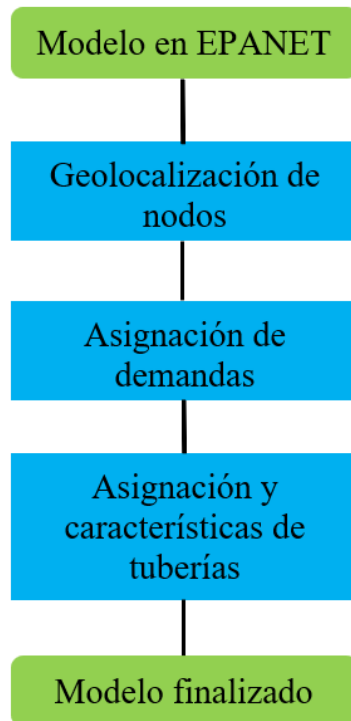 Modelo en EPANET
Geolocalización de
nodos
Asignación de
demandas
Asignación y
características de
tuberías
Modelo finalizado